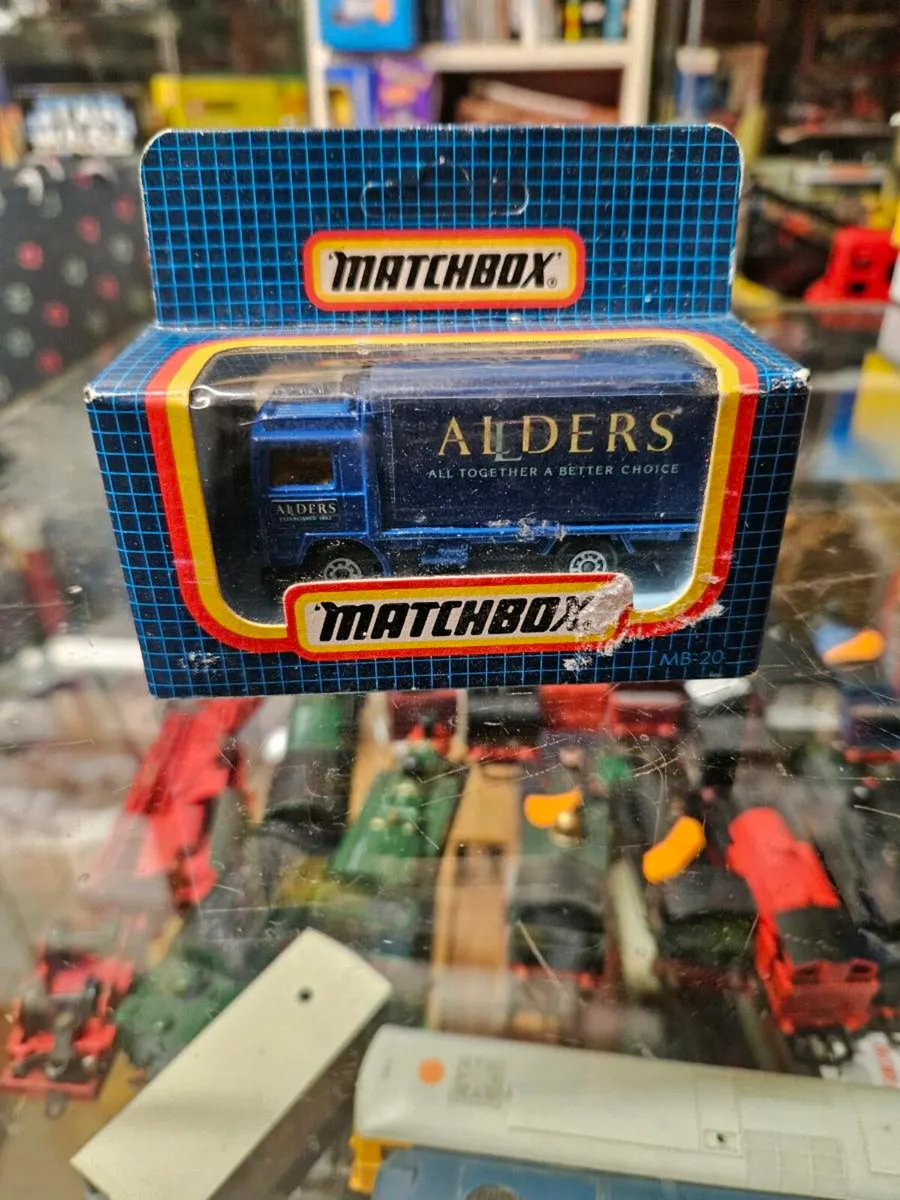 'MATCHBOX'®
ALDERS
ALL TOGETHER A BETTER CHOICE
ALDERS
ESTABLISHED 1862
'MATCHBOX'
MB-20